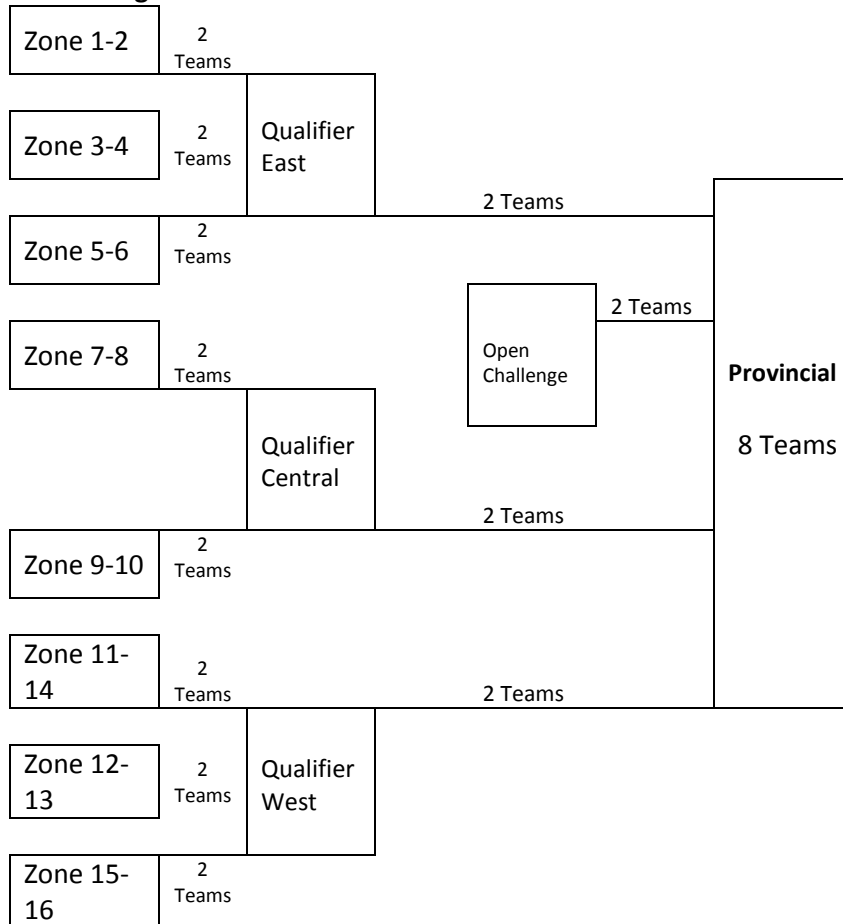 Zone 1-2
2
Teams
Zone 3-4
2
Teams
Qualifier
East
2 Teams
Zone 5-6
2
Teams
2 Teams
Zone 7-8
2
Teams
Open
Challenge
Provincial
8 Teams
Qualifier
Central
2 Teams
Zone 9-10
2
Teams
Zone 11-
14
2
Teams
2 Teams
Zone 12-
13
2
Teams
Qualifier
West
Zone 15-
16
2
Teams